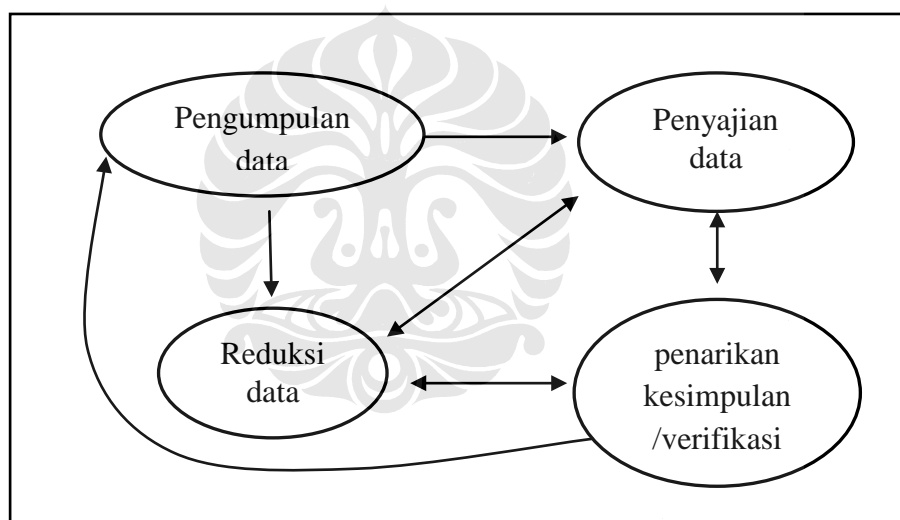 Pengumpulan
data
Penyajian
data
Reduksi
data
penarikan
kesimpulan
/verifikasi